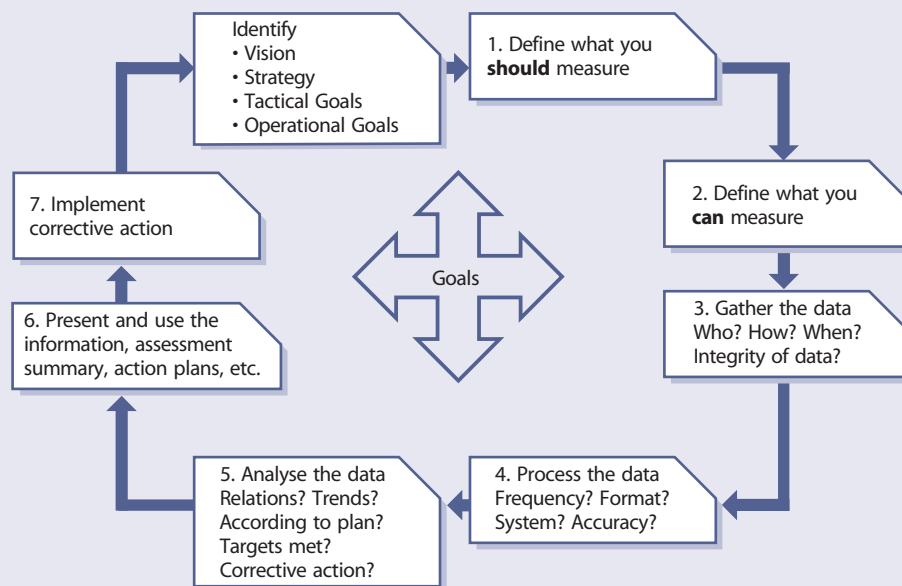 Identify
• Vision
• Strategy
• Tactical Goals
• Operational Goals
1. Define what you
should measure
2. Define what you
can measure
3. Gather the data
Who? How? When?
Integrity of data?
4. Process the data
Frequency? Format?
System? Accuracy?
5. Analyse the data
Relations? Trends?
According to plan?
Targets met?
Corrective action?
6. Present and use the
information, assessment
summary, action plans, etc.
7. Implement
corrective action
Goals